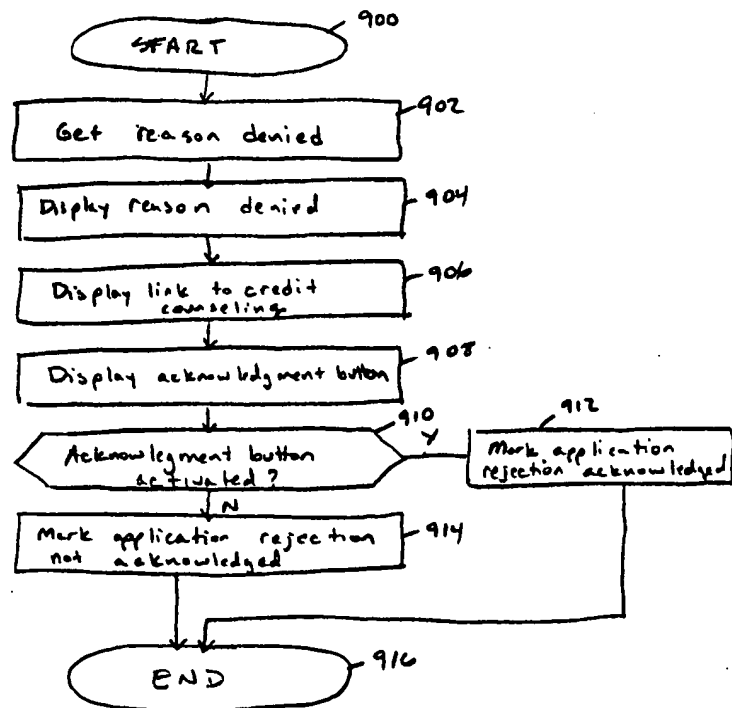 900
START
902
Get reason denied
904
Display reason denied
906
Display link to credit
counseling
908
Display acknowledgment button
910
912
Acknowlegment button
activated?
Y
Mark application
rejection acknowledged
N
Mark application rejection
not acknowledged
914
END
916